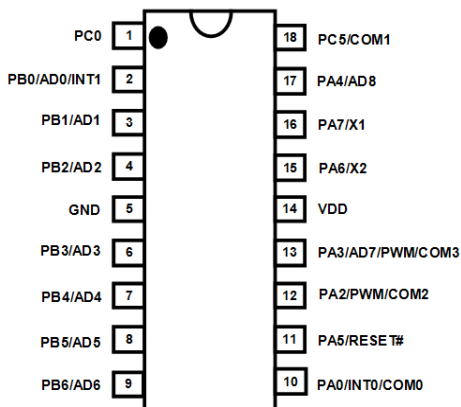 PC0 1 18 PC5/COM1
PB0/AD0/INT1 2 17 PA4/AD8
PB1/AD1 3 16 PA7/X1
PB2/AD2 4 15 PA6/X2
GND 5 14 VDD
PB3/AD3 6 13 PA3/AD7/PWM/COM3
PB4/AD4 7 12 PA2/PWM/COM2
PB5/AD5 8 11 PA5/RESET#
PB6/AD6 9 10 PA0/INT0/COM0